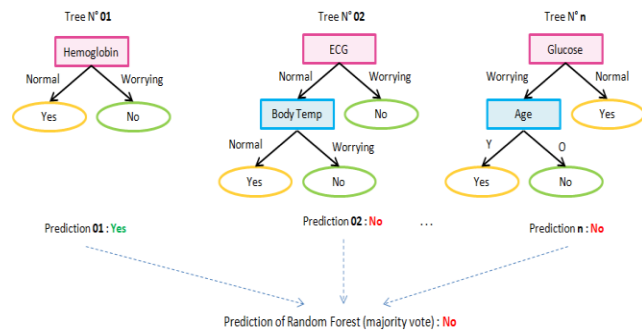 Tree N° 01
Tree N° 02
Tree N° n
Hemoglobin
ECG
Glucose
Normal
Worrying
Normal
Worrying
Worrying
Normal
Yes
No
Body Temp
No
Age
Yes
Normal
Worrying
Y
O
Yes
No
Yes
No
Prediction 01 : Yes
Prediction 02 : No
...
Prediction n : No
Prediction of Random Forest (majority vote) : No